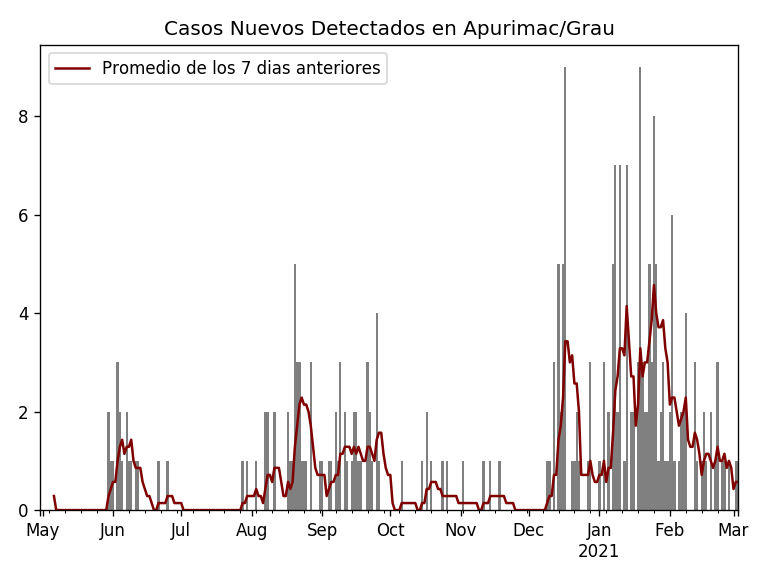 Casos Nuevos Detectados en Apurimac/Grau
Promedio de los 7 dias anteriores
8
6
4
2
0
May Jun Jul Aug Sep Oct Nov Dec Jan Feb Mar
2021